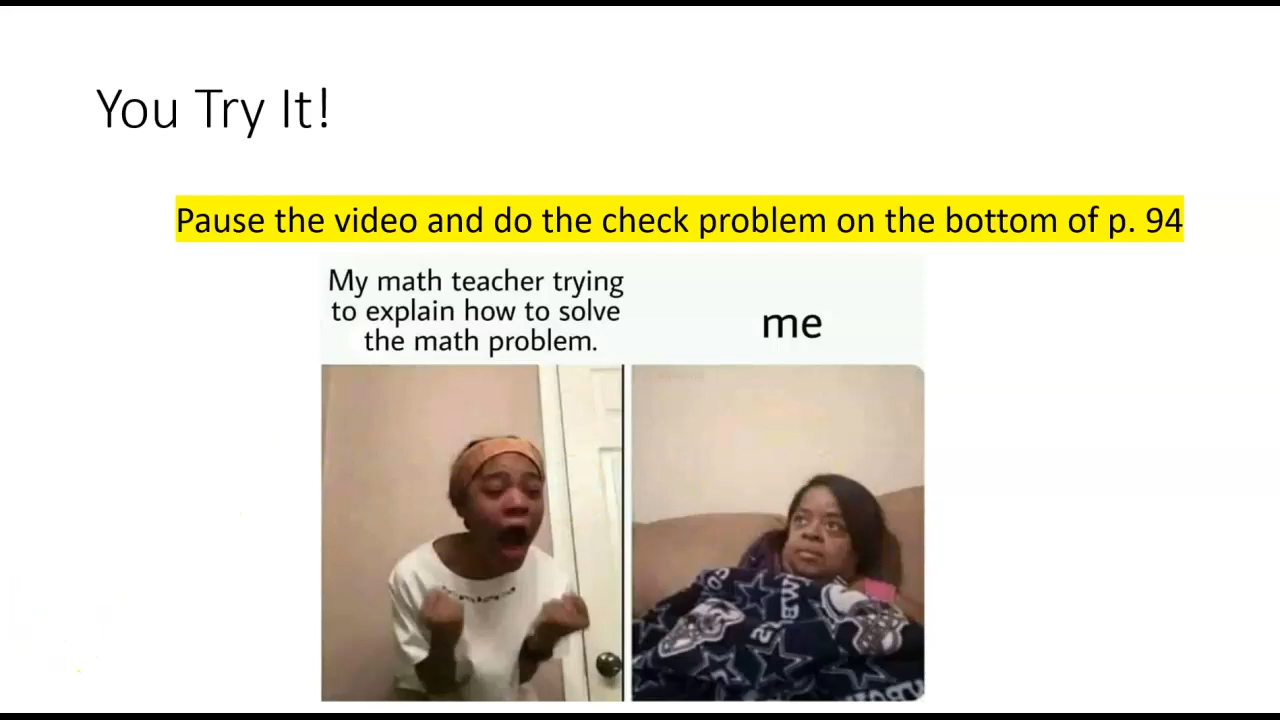 You Try It!
Pause the video and do the check problem on the bottom of p. 94
My math teacher trying
to explain how to solve
the math problem.
me